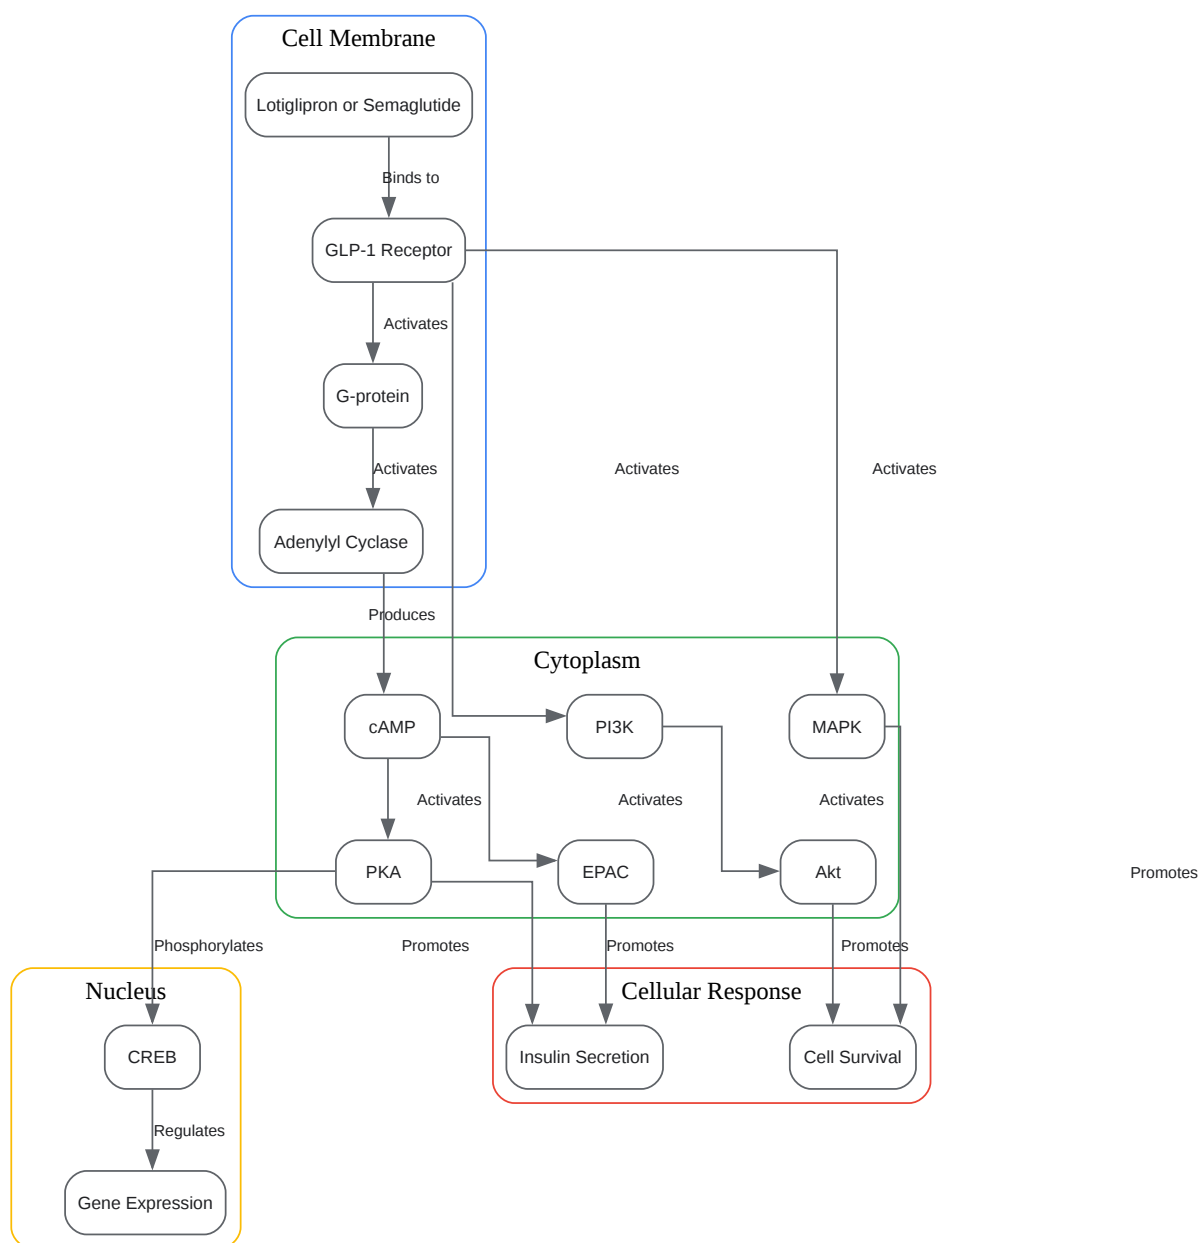 Cell Membrane
Lotiglipron or Semaglutide
Binds to
GLP-1 Receptor
Activates
G-protein
Activates
Activates
Activates
Adenylyl Cyclase
Produces
Cytoplasm
cAMP
PI3K
MAPK
Activates
Activates
Activates
PKA
EPAC
Akt
Promotes
Phosphorylates
Promotes
Promotes
Promotes
Nucleus
Cellular Response
CREB
Insulin Secretion
Cell Survival
Regulates
Gene Expression